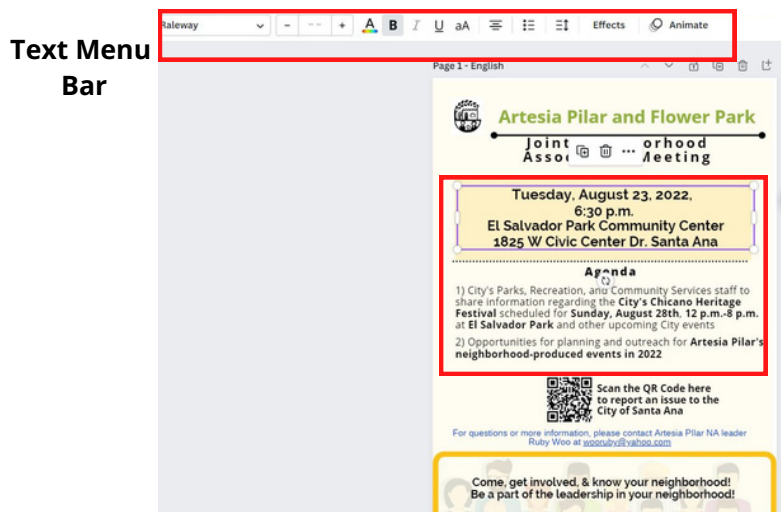 Text Menu
Bar
Raleway
- -- + A B I U aA Effects Animate
Page 1 - English
Artesia Pilar and Flower Park
Joint orhood
Asso Meeting
Tuesday, August 23, 2022,
6:30 p.m.
El Salvador Park Community Center
1825 W Civic Center Dr. Santa Ana
Agenda
1) City's Parks, Recreation, and Community Services staff to
share information regarding the City's Chicano Heritage
Festival scheduled for Sunday, August 28th, 12 p.m.-8 p.m.
at El Salvador Park and other upcoming City events
2) Opportunities for planning and outreach for Artesia Pilar's
neighborhood-produced events in 2022
Scan the QR Code here
to report an issue to the
City of Santa Ana
For questions or more information, please contact Artesia PIlar NA leader
Ruby Woo at wooruby@yahoo.com
Come, get involved, & know your neighborhood!
Be a part of the leadership in your neighborhood!